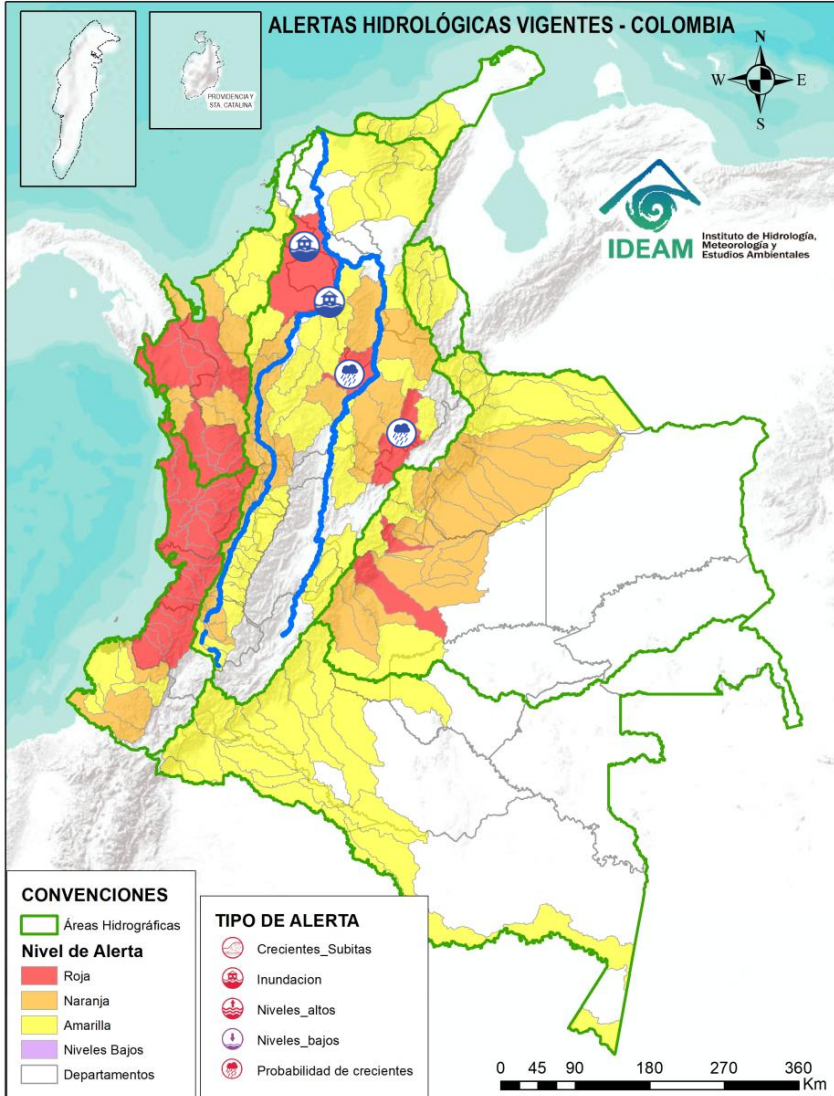 ALERTAS HIDROLÓGICAS VIGENTES - COLOMBIA
PROVIDENCIA Y
STA. CATALINA
N
W
E
S
IDEAM
Instituto de Hidrología,
Meteorología y
Estudios Ambientales
CONVENCIONES
Áreas Hidrográficas
Nivel de Alerta
Roja
Naranja
Amarilla
Niveles Bajos
Departamentos
TIPO DE ALERTA
Crecientes_Subitas
Inundacion
Niveles_altos
Niveles_bajos
Probabilidad de crecientes
0 45 90 180 270 360
Km